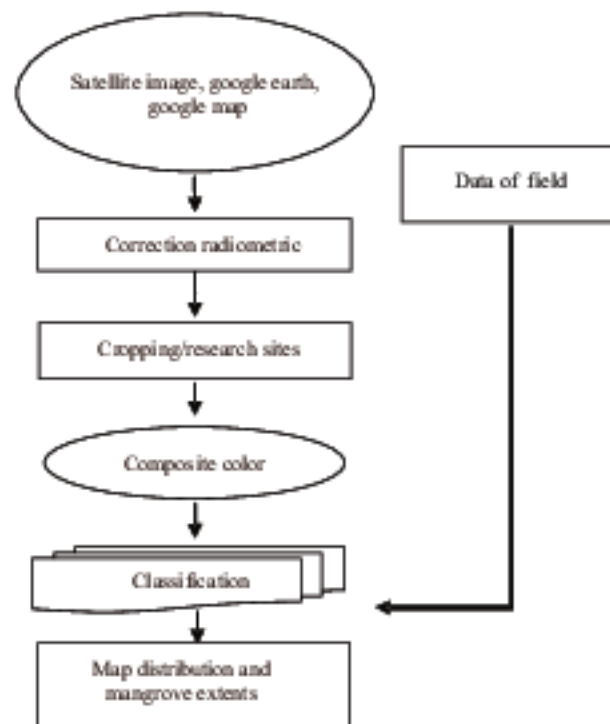 Satellite image, google earth,
google map
Data of field
Correction radiometric
Cropping/research sites
Composite color
Classification
Map distribution and
mangrove extents